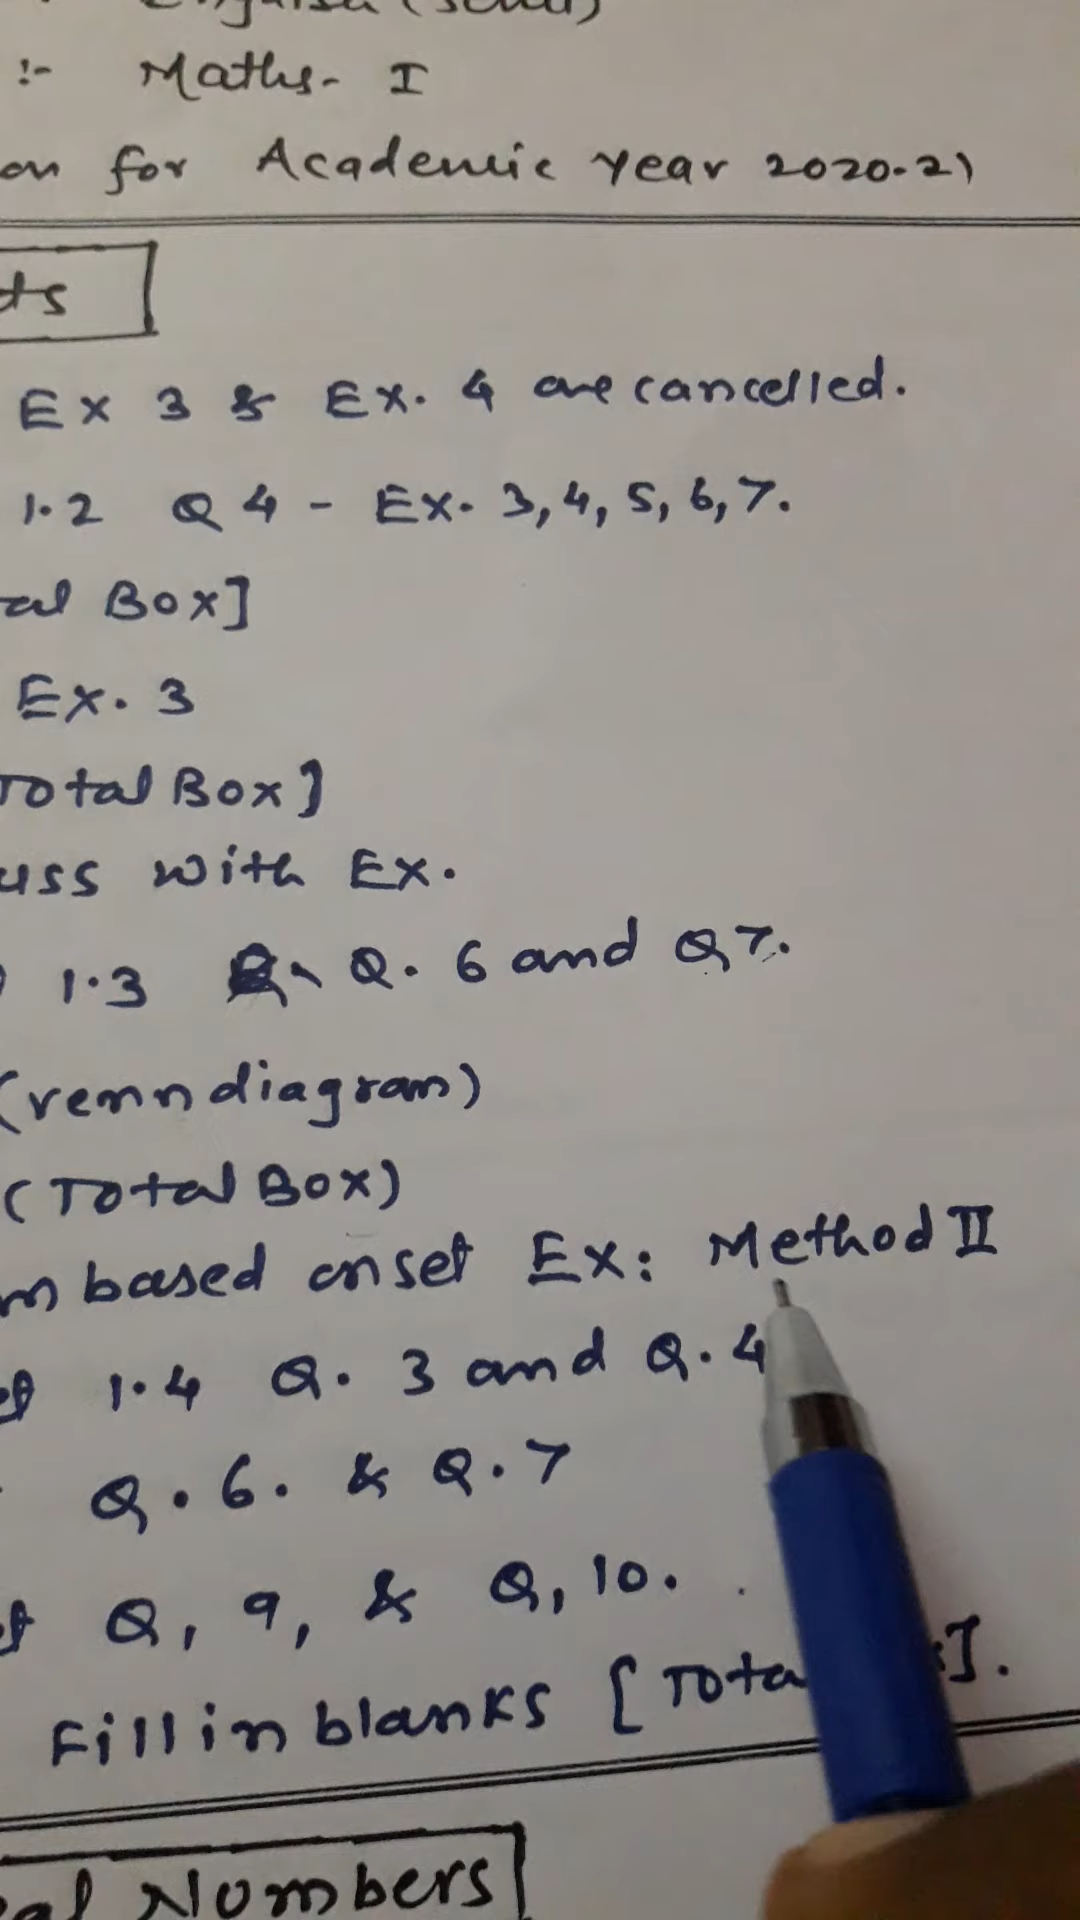 :- Maths- I
on for Academic year 2020-21
ts
Ex 3 & Ex. 4 are cancelled.
1.2 Q 4 - Ex. 3,4,5,6,7.
al Box]
Ex. 3
Total Box]
uss with Ex.
1.3 Q. 6 and Q7.
(venn diagram)
(Total Box)
m based on set Ex: Method II
1.4 Q. 3 and Q.4
Q.6. & Q.7
Q, 9, & Q, 10.
Fill in blanks [Tota ].
al Numbers